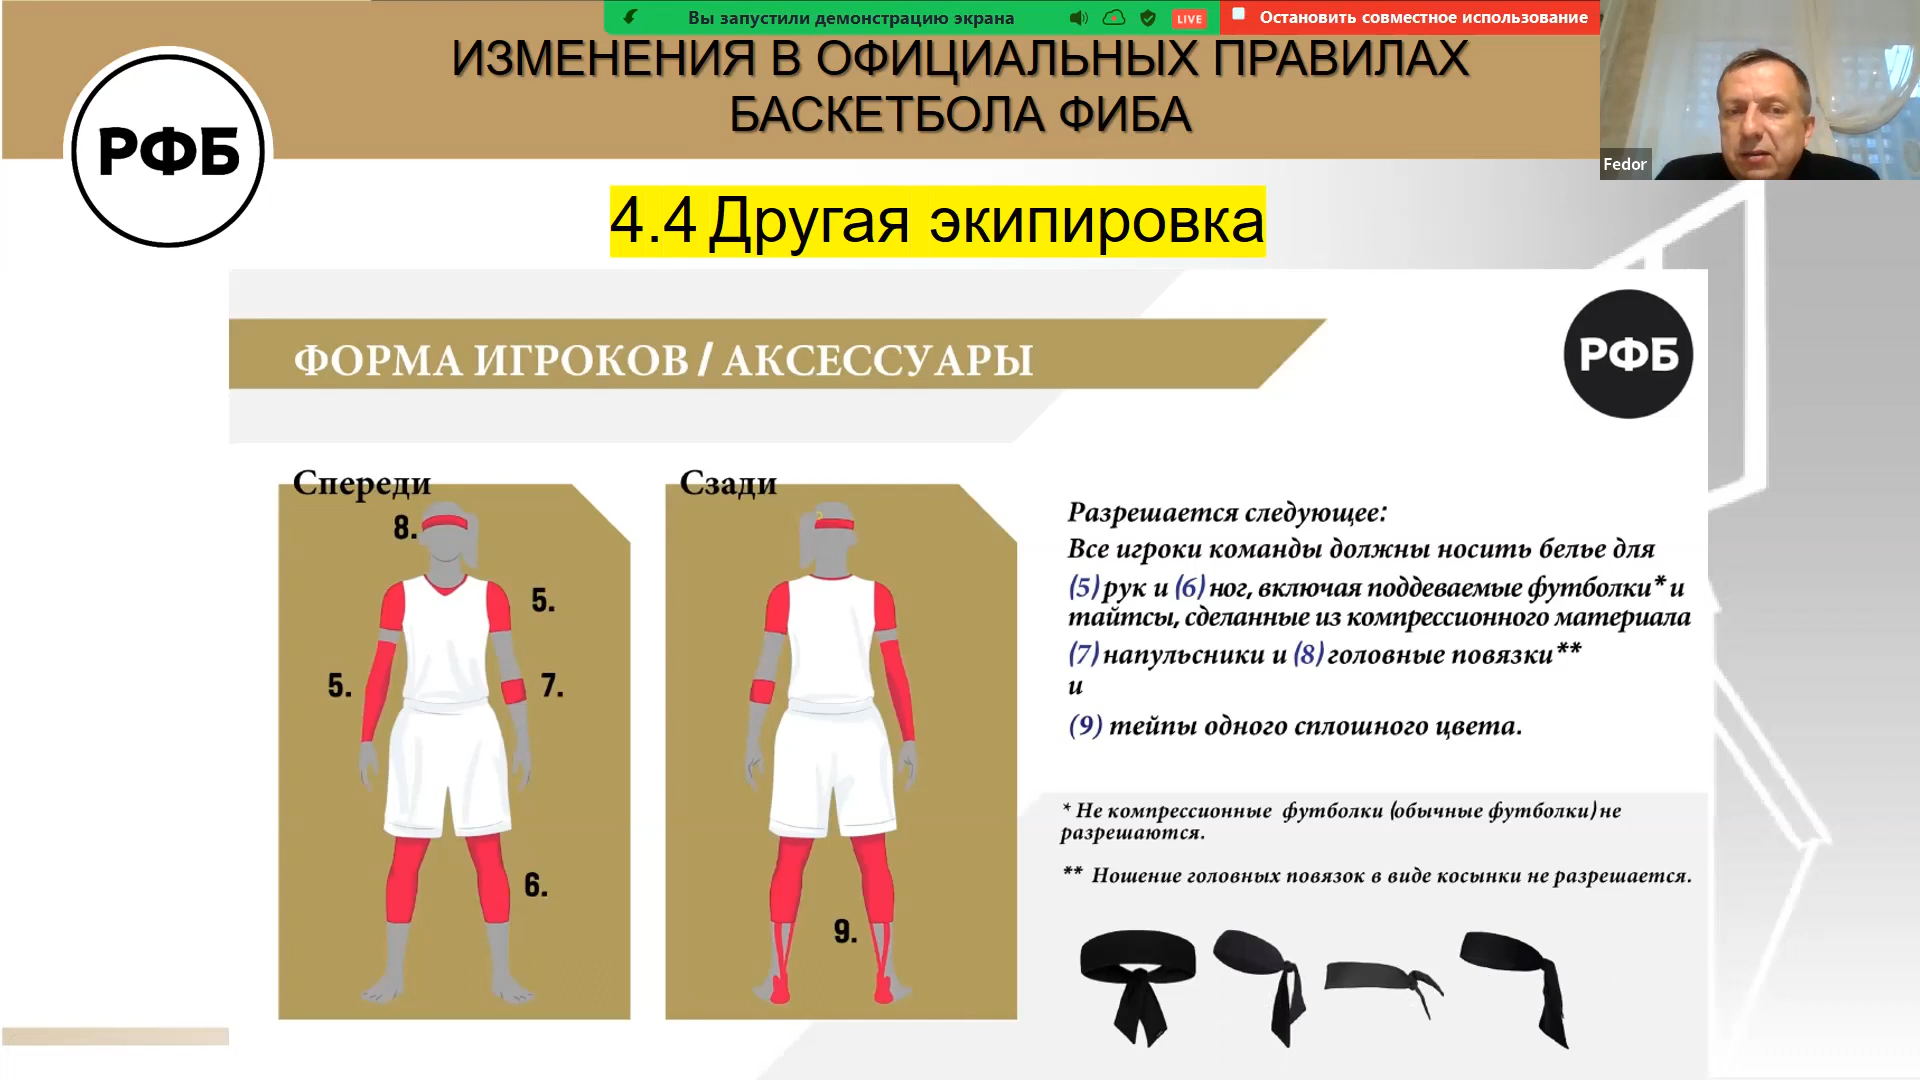 Вы запустили демонстрацию экрана
LIVE
Остановить совместное использование
ИЗМЕНЕНИЯ В ОФИЦИАЛЬНЫХ ПРАВИЛАХ
БАСКЕТБОЛА ФИБА
РФБ
Fedor
4.4 Другая экипировка
ФОРМА ИГРОКОВ / АКСЕССУАРЫ
РФБ
Спереди
Сзади
8.
5.
5.
7.
6.
9.
Разрешается следующее:
Все игроки команды должны носить белье для
(5) рук и (6) ног, включая поддеваемые футболки* и
тайтсы, сделанные из компрессионного материала
(7) напульсники и (8) головные повязки**
и
(9) тейпы одного сплошного цвета.
* Не компрессионные футболки (обычные футболки) не
разрешаются.
** Ношение головных повязок в виде косынки не разрешается.